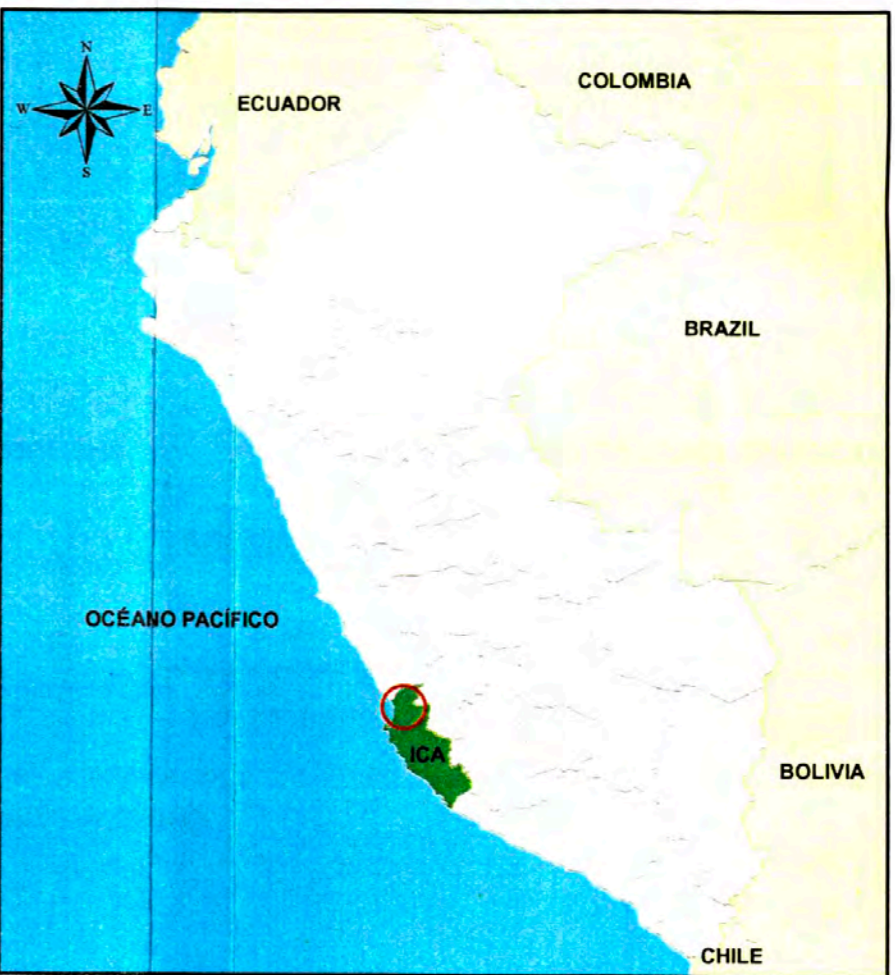 N
COLOMBIA
ECUADOR
W
E
S
BRAZIL
OCÉANO PACÍFICO
ICA
BOLIVIA
CHILE